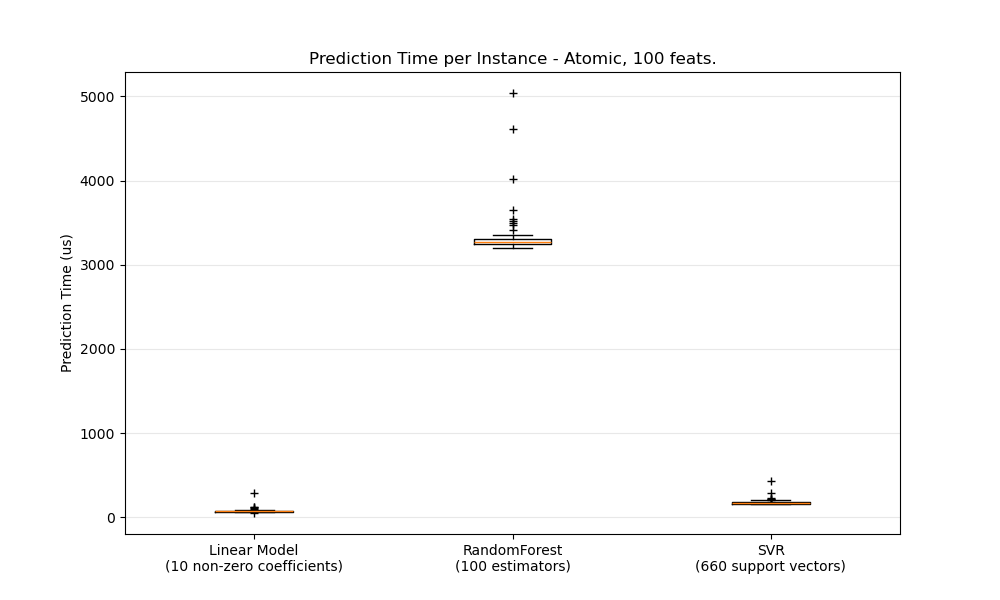 Prediction Time per Instance - Atomic, 100 feats.
5000
4000
3000
2000
1000
0
Prediction Time (us)
Linear Model
(10 non-zero coefficients)
RandomForest
(100 estimators)
SVR
(660 support vectors)